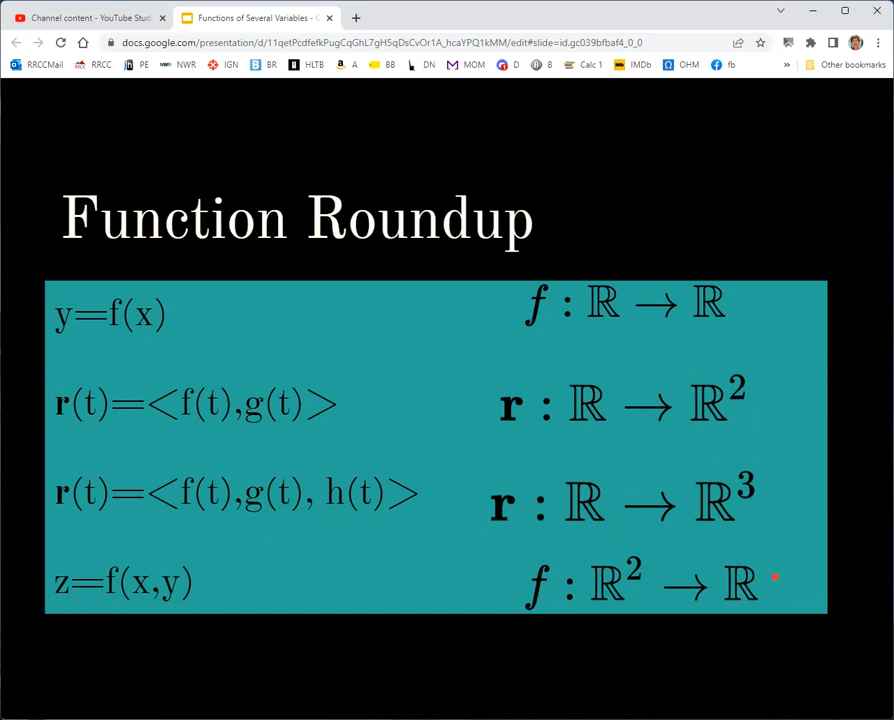 Channel content - YouTube Stud
Functions of Several Variables - G
docs.google.com/presentation/d/11qetPcdfefkPugCqGhL7gH5qDsCvOr1A_hcaYPQ1kMM/edit#slide=id.gc039bfbaf4_0_0
RRCCMail RRCC PE NWR IGN BR HLTB A BB DN MOM D B Calc 1 IMDb OHM fb » Other bookmarks
Function Roundup
y=f(x) f : ℝ → ℝ
r(t)=<f(t),g(t)> r : ℝ → ℝ²
r(t)=<f(t),g(t), h(t)> r : ℝ → ℝ³
z=f(x,y) f : ℝ² → ℝ